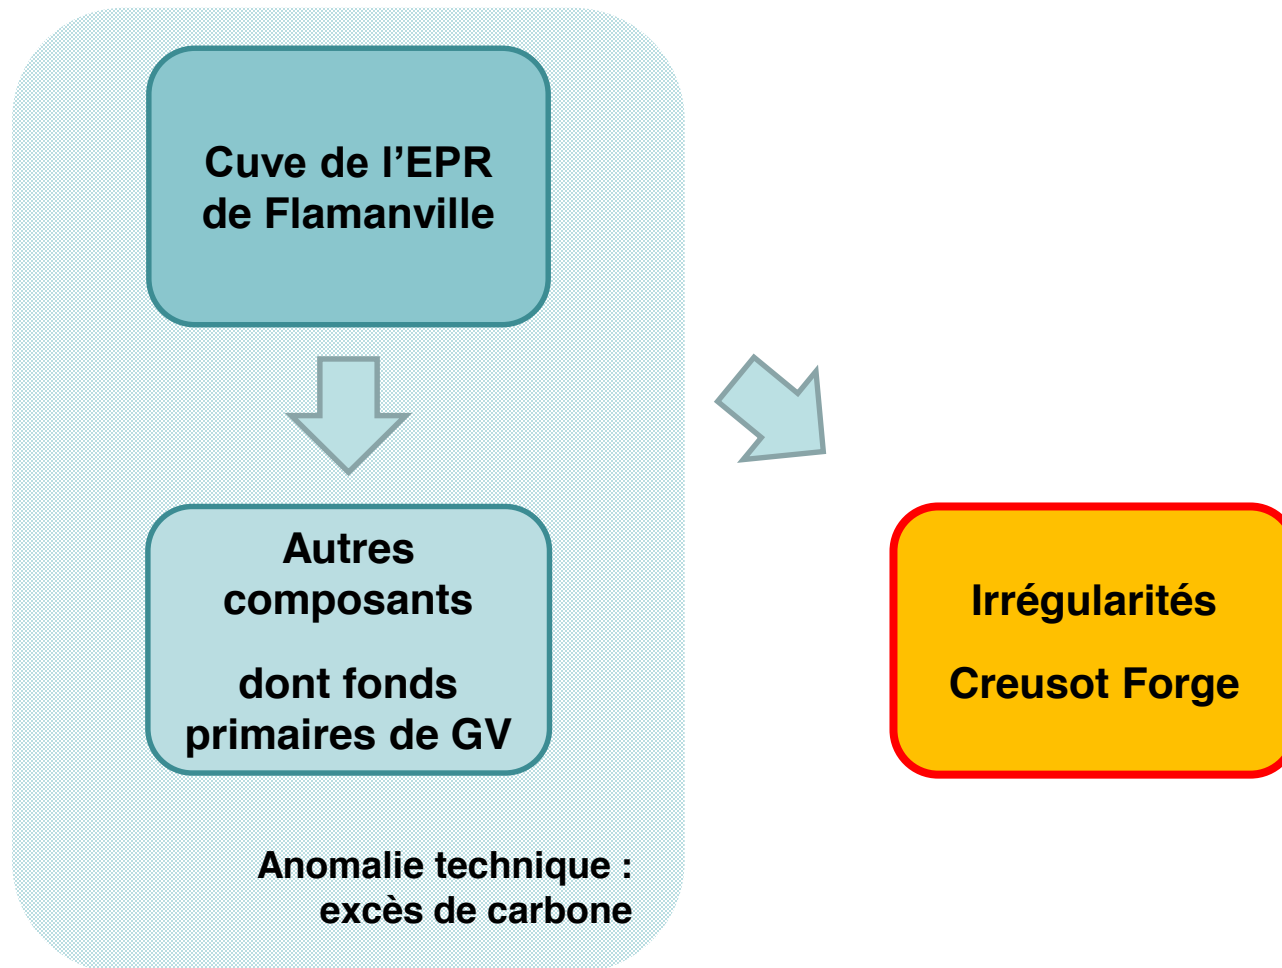 Cuve de l’EPR
de Flamanville
Autres
composants
dont fonds
primaires de GV
Anomalie technique :
excès de carbone
Irrégularités
Creusot Forge